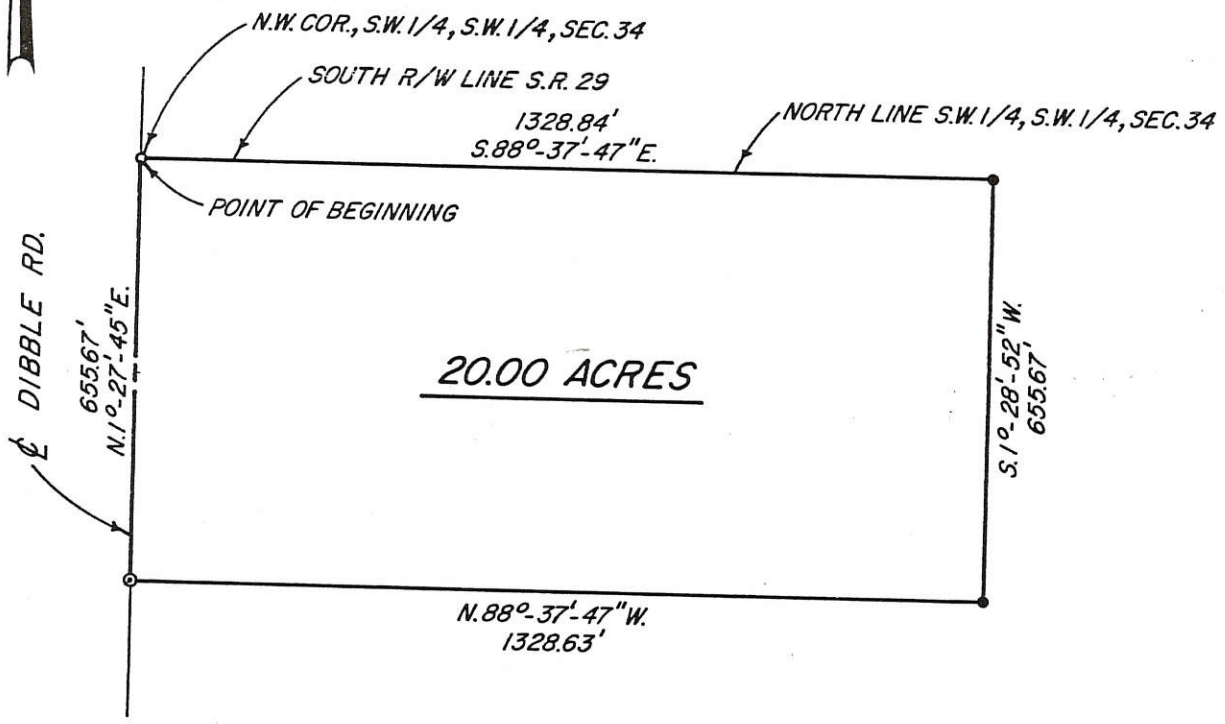 N.W. COR., S.W. 1/4, S.W. 1/4, SEC. 34
SOUTH R/W LINE S.R. 29
1328.84'
S.88°-37'-47"E.
NORTH LINE S.W. 1/4, S.W. 1/4, SEC. 34
POINT OF BEGINNING
℄ DIBBLE RD.
655.67'
N.1°-27'-45"E.
20.00 ACRES
S.1°-28'-52"W.
655.67'
N.88°-37'-47"W.
1328.63'